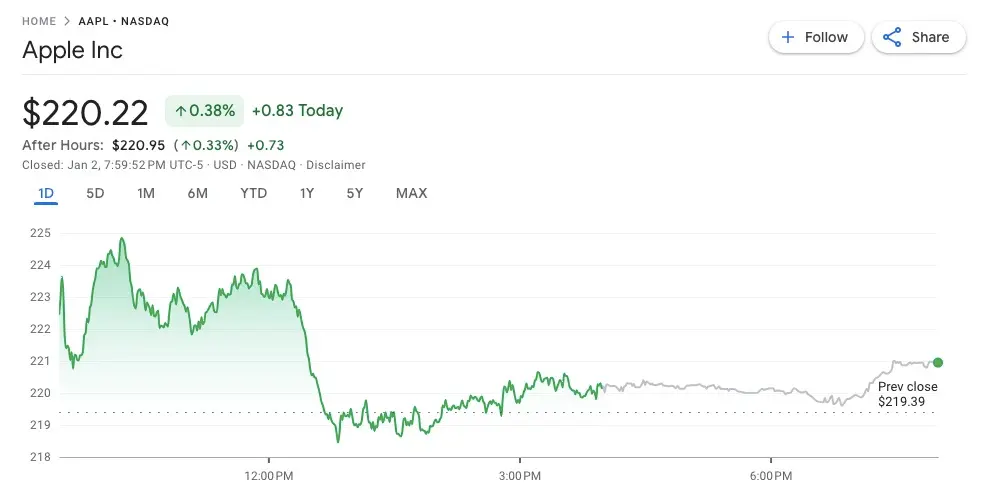 HOME > AAPL • NASDAQ
Apple Inc
+ Follow
Share
$220.22 ↑0.38% +0.83 Today
After Hours: $220.95 (↑0.33%) +0.73
Closed: Jan 2, 7:59:52 PM UTC-5 · USD · NASDAQ · Disclaimer
1D 5D 1M 6M YTD 1Y 5Y MAX
225
224
223
222
221
220
219
218
Prev close
$219.39
12:00 PM 3:00 PM 6:00 PM